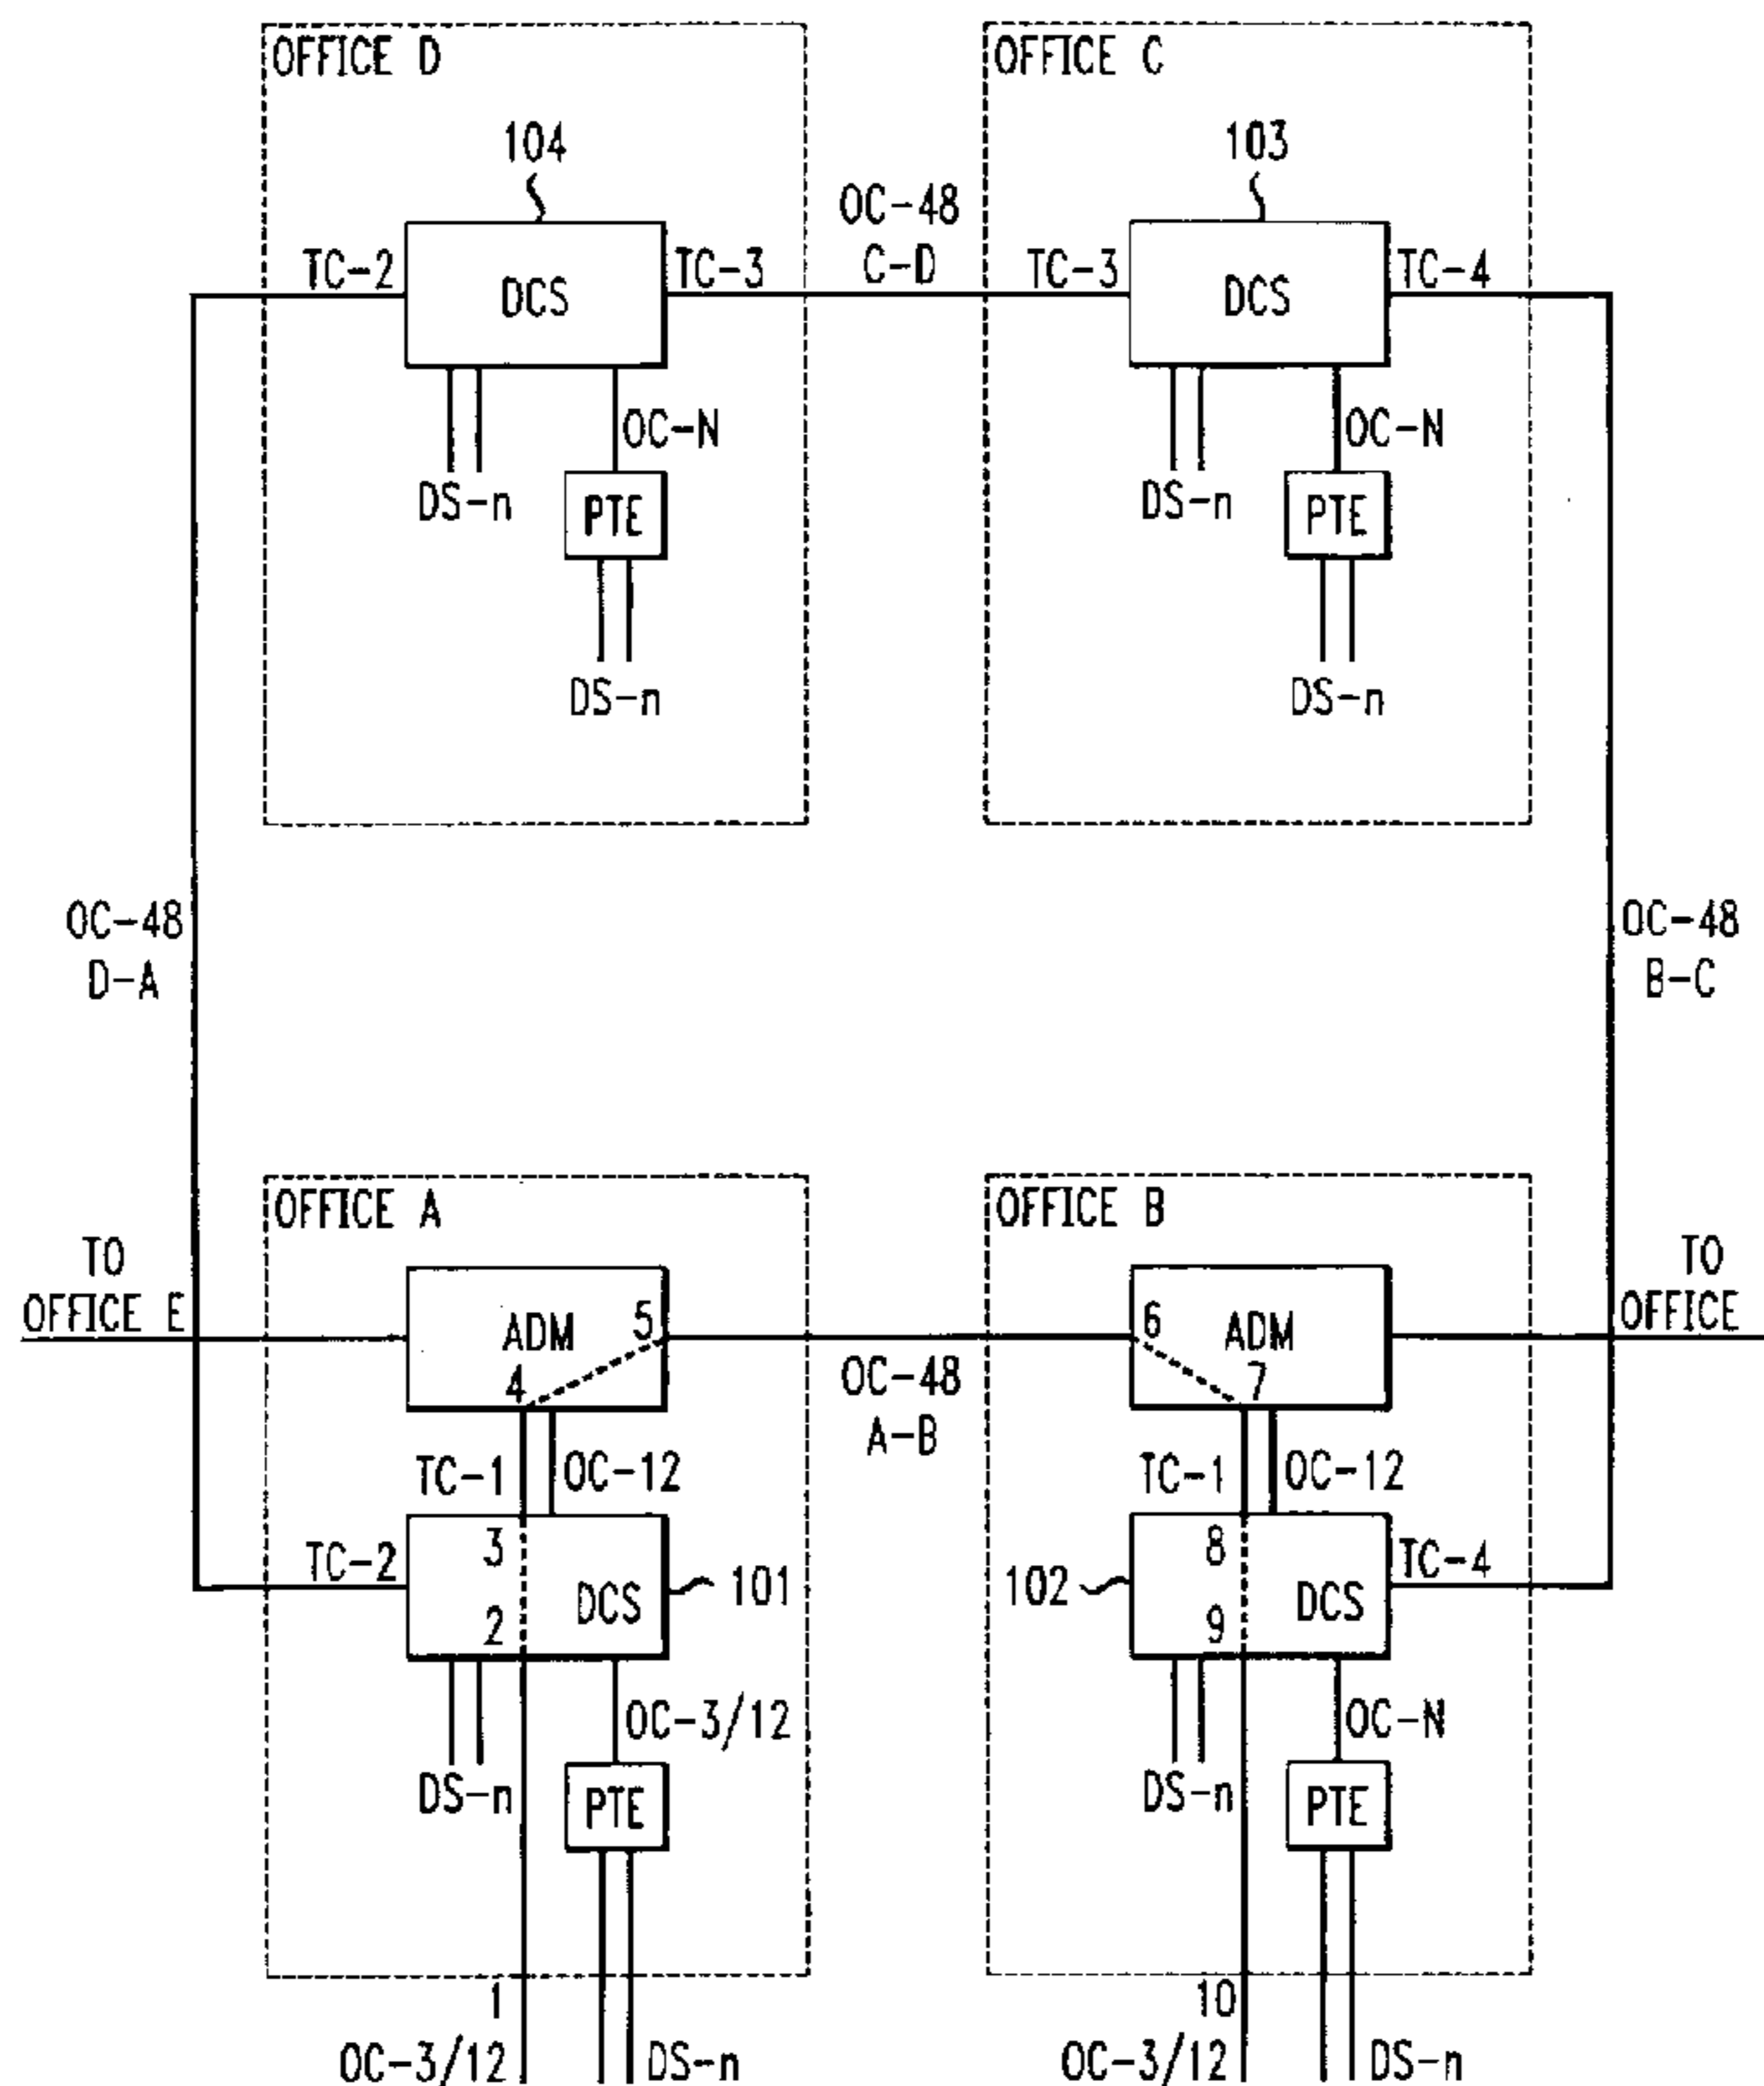 OFFICE D
OFFICE C
104
103
OC-48
C-D
TC-2
DCS
TC-3
TC-3
DCS
TC-4
OC-N
OC-N
DS-n
PTE
DS-n
PTE
DS-n
DS-n
OC-48
D-A
OC-48
B-C
OFFICE A
OFFICE B
TO
OFFICE E
TO
OFFICE
ADM
5
4
6
ADM
7
OC-48
A-B
TC-1
OC-12
TC-1
OC-12
TC-2
3
2
DCS
101
102
8
9
DCS
TC-4
OC-3/12
OC-N
DS-n
PTE
DS-n
PTE
1
10
OC-3/12
DS-n
OC-3/12
DS-n